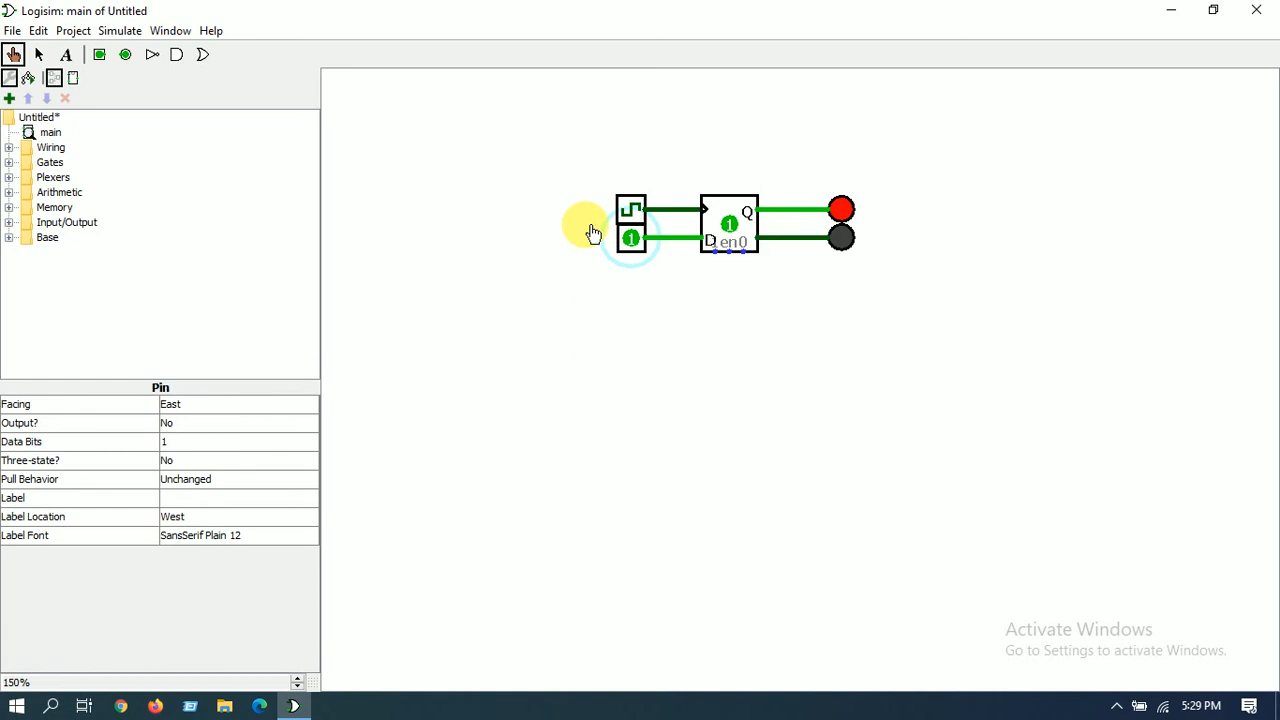 Logisim: main of Untitled
File Edit Project Simulate Window Help
A
Untitled*
main
Wiring
Gates
Plexers
Arithmetic
Memory
Input/Output
Base
1
Q
1
D
1 en 0
Pin
Facing East
Output? No
Data Bits 1
Three-state? No
Pull Behavior Unchanged
Label
Label Location West
Label Font SansSerif Plain 12
Activate Windows
Go to Settings to activate Windows.
150%
5:29 PM